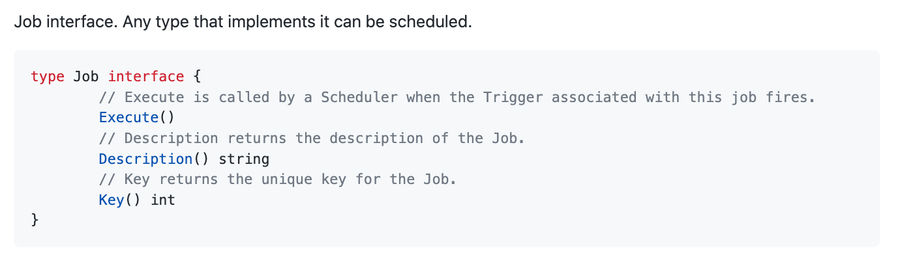 Job interface. Any type that implements it can be scheduled.
type Job interface {
        // Execute is called by a Scheduler when the Trigger associated with this job fires.
        Execute()
        // Description returns the description of the Job.
        Description() string
        // Key returns the unique key for the Job.
        Key() int
}